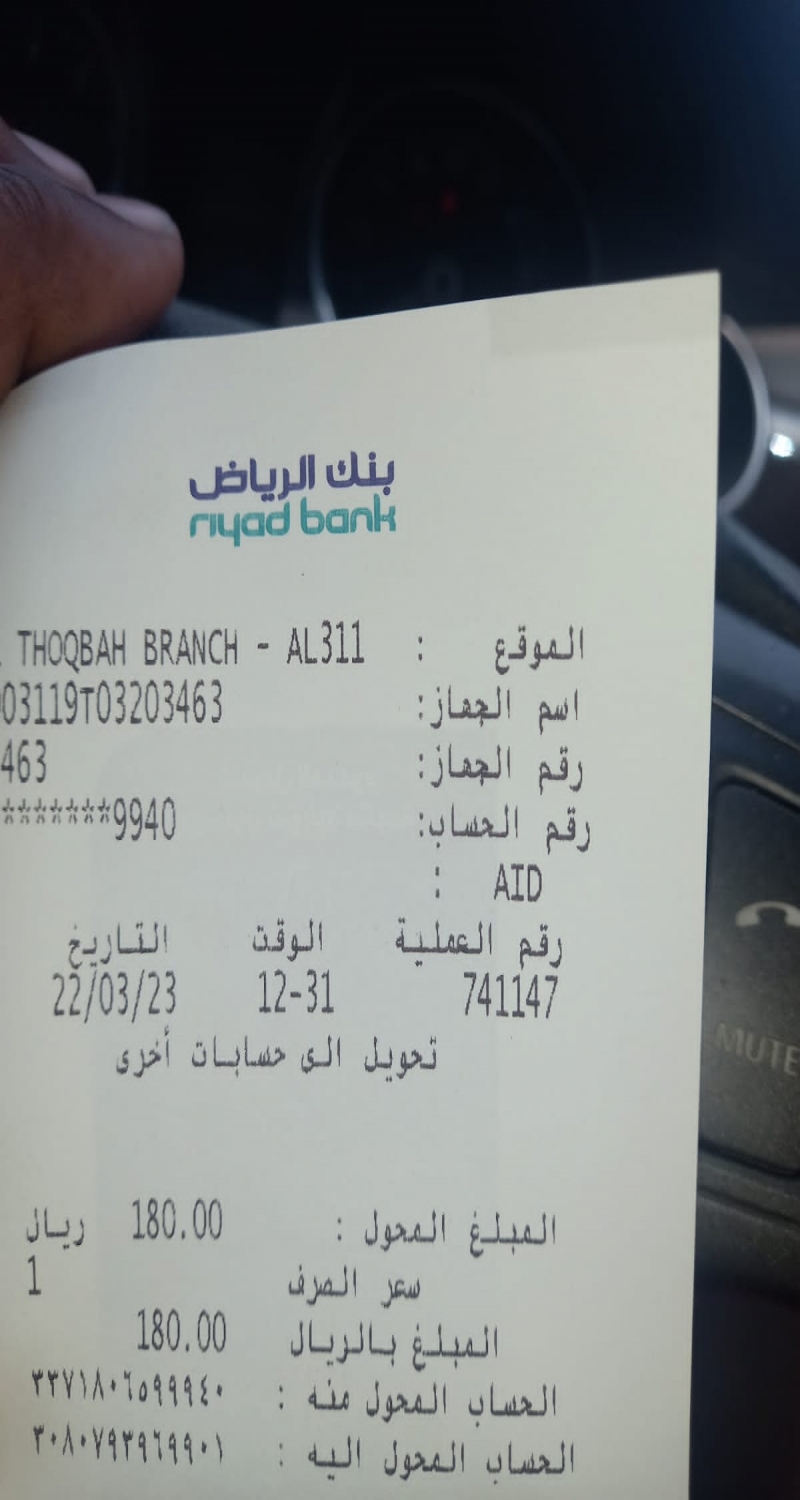 بنك الرياض
riyad bank
الموقع : THOQBAH BRANCH - AL311
اسم الجهاز: 03119T03203463
رقم الجهاز: 463
رقم الحساب: *******9940
AID :
رقم العملية الوقت التاريخ
741147 12-31 22/03/23
تحويل الى حسابات أخرى
المبلغ المحول : 180.00 ريال
سعر الصرف 1
المبلغ بالريال 180.00
الحساب المحول منه : ٣٣٧١٨٠٦٥٩٩٩٤٠
الحساب المحول اليه : ٣٠٨٠٧٩٣٩٦٩٩٠١
MUTE